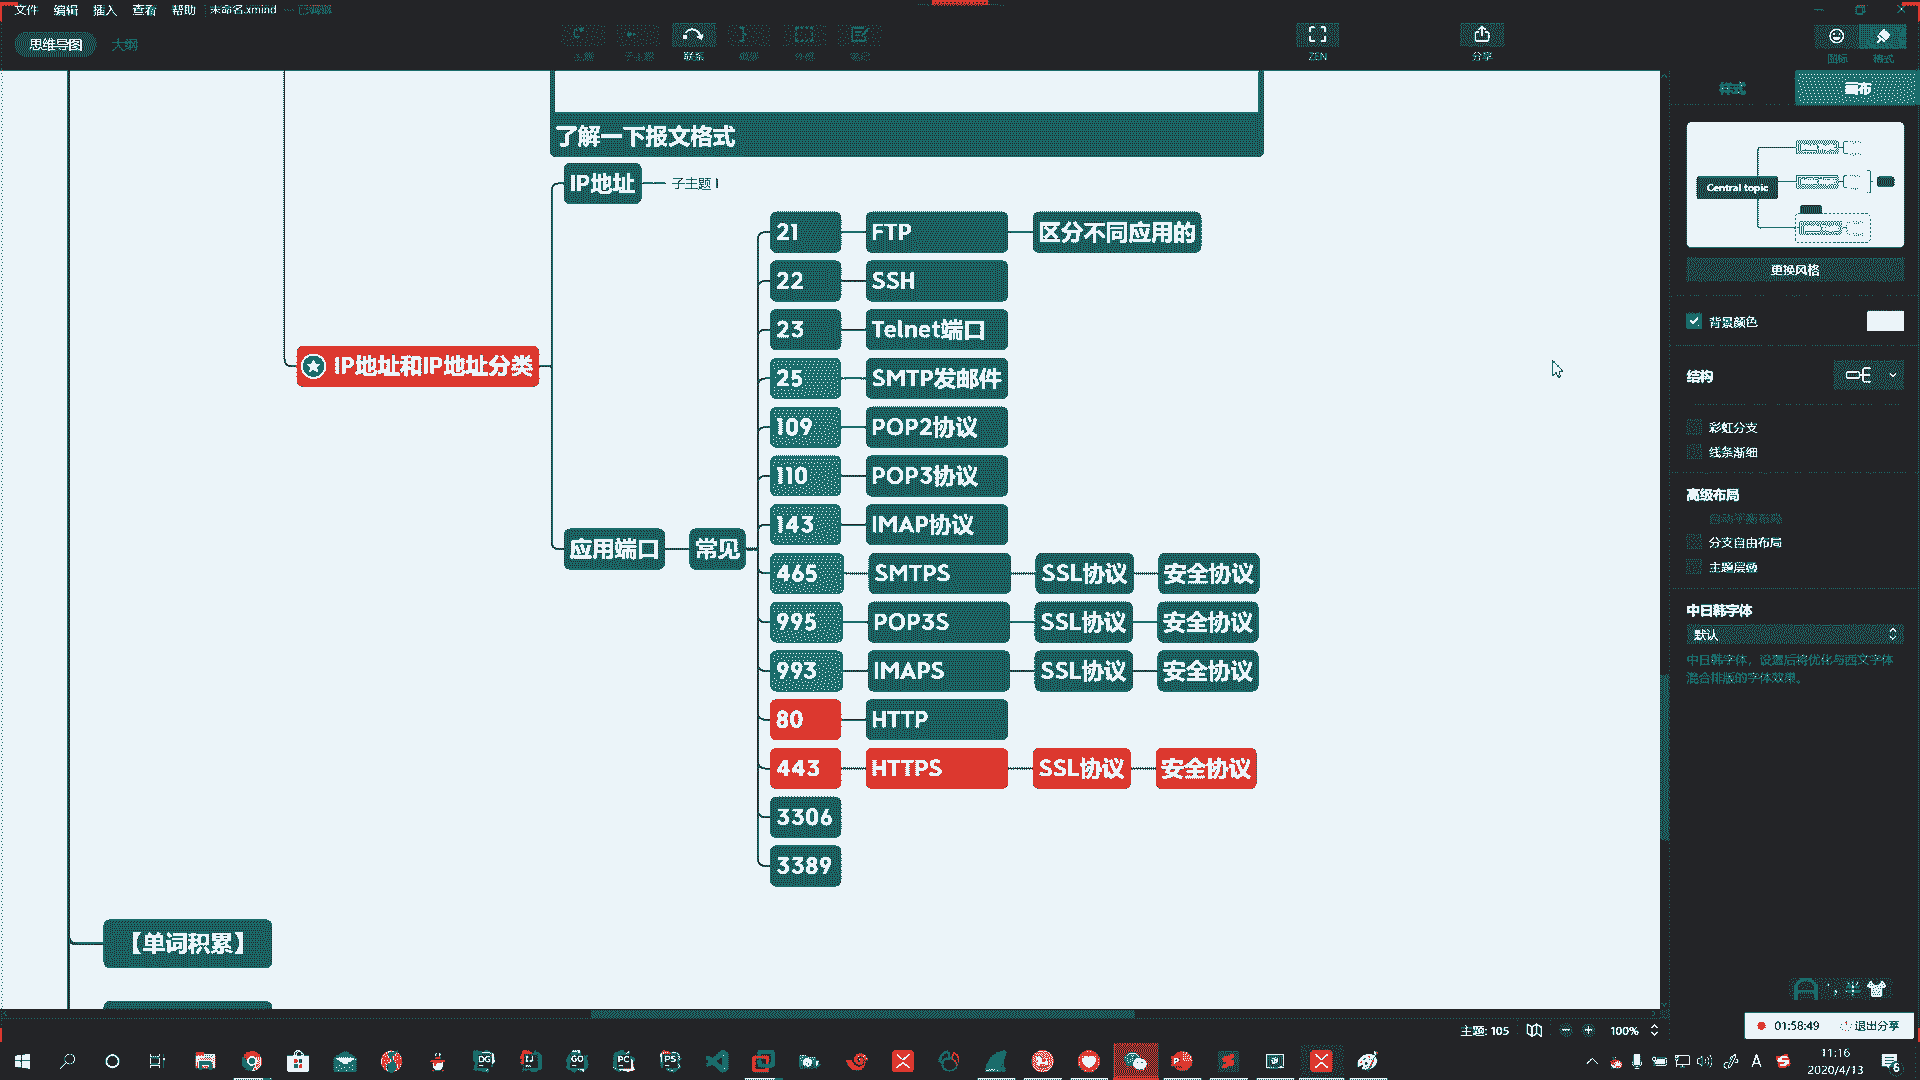 文件 编辑 插入 查看 帮助 未命名.xmind — 已编辑
思维导图 大纲
主题 子主题 联系 概要 外框 笔记 ZEN 分享 图标 格式
样式 画布
了解一下报文格式
IP地址 子主题 1
21 FTP 区分不同应用的
22 SSH
23 Telnet端口
25 SMTP发邮件
109 POP2协议
110 POP3协议
143 IMAP协议
465 SMTPS SSL协议 安全协议
995 POP3S SSL协议 安全协议
993 IMAPS SSL协议 安全协议
80 HTTP
443 HTTPS SSL协议 安全协议
3306
3389
IP地址和IP地址分类
应用端口 常见
【单词积累】
Central topic
更换风格
背景颜色
结构
彩虹分支
线条渐细
高级布局
自动平衡布局
分支自由布局
主题层叠
中日韩字体
默认
中日韩字体，设置后将优化与西文字体
混合排版的字体效果。
主题: 105 100%
01:58:49 退出分享
11:16
2020/4/13